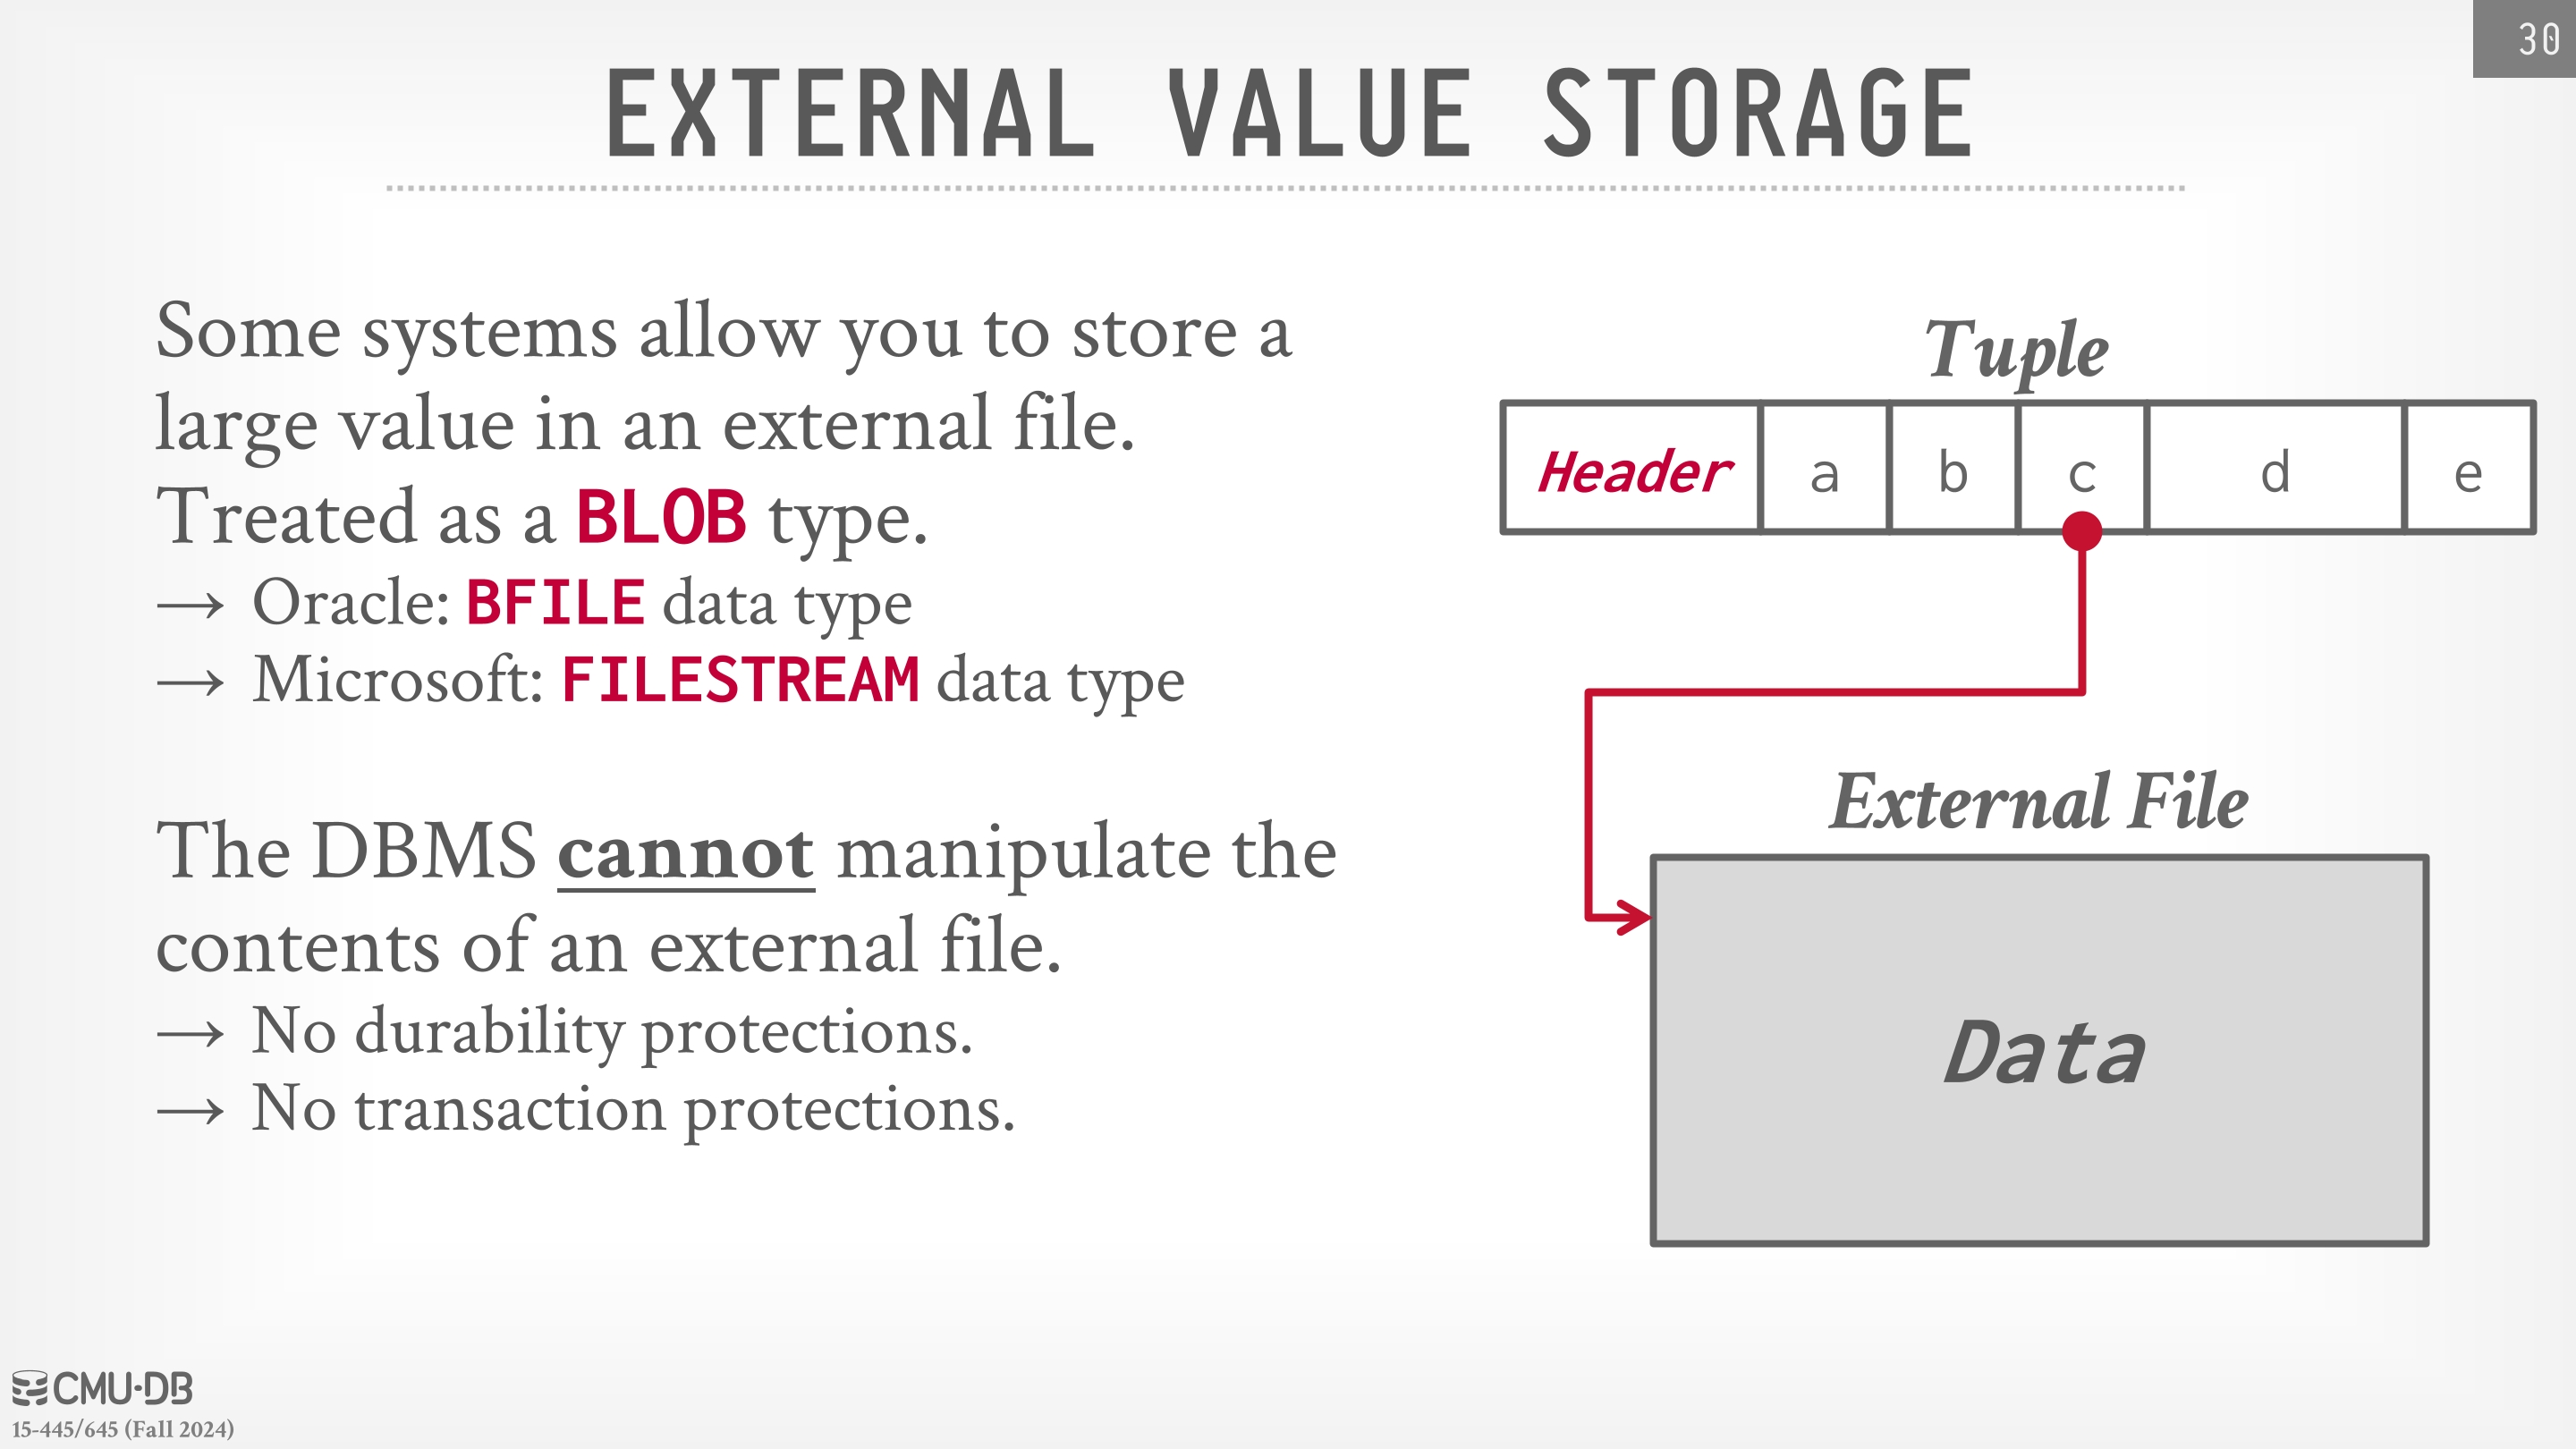 30
EXTERNAL VALUE STORAGE
Some systems allow you to store a
large value in an external file.
Treated as a BLOB type.
→ Oracle: BFILE data type
→ Microsoft: FILESTREAM data type
The DBMS cannot manipulate the
contents of an external file.
→ No durability protections.
→ No transaction protections.
Tuple
Header a b c d e
External File
Data
CMU·DB
15-445/645 (Fall 2024)